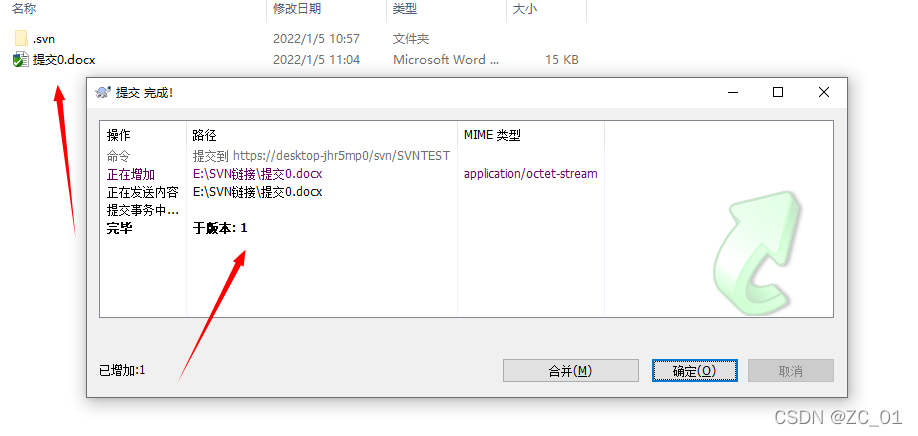 名称 修改日期 类型 大小
.svn 2022/1/5 10:57 文件夹
提交0.docx 2022/1/5 11:04 Microsoft Word ... 15 KB
提交 完成!
操作 路径 MIME 类型
命令 提交到 https://desktop-jhr5mp0/svn/SVNTEST
正在增加 E:\SVN链接\提交0.docx application/octet-stream
正在发送内容 E:\SVN链接\提交0.docx
提交事务中...
完毕 于版本: 1
已增加:1 合并(M) 确定(O) 取消
CSDN @ZC_01